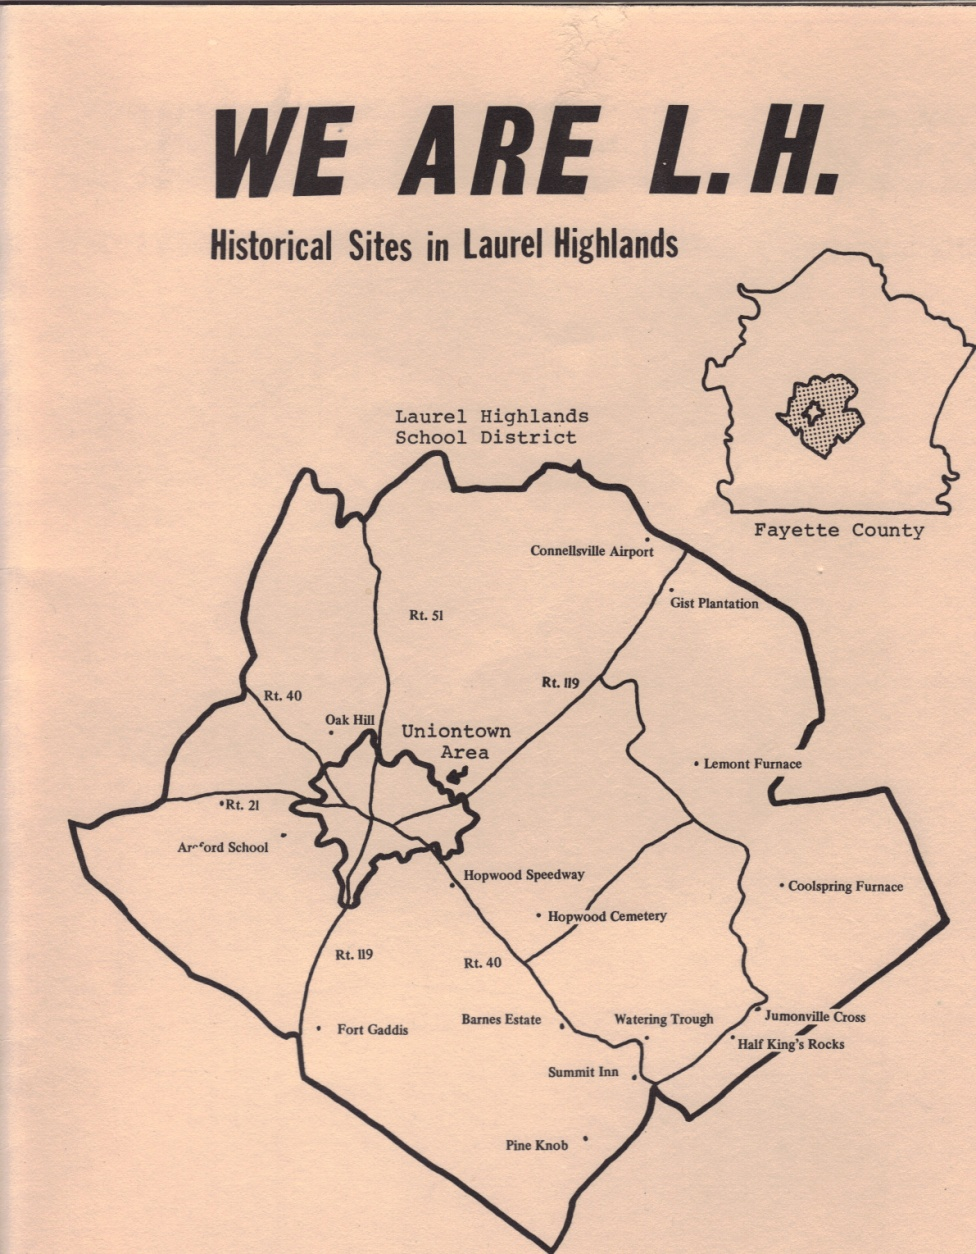 WE ARE L.H.
Historical Sites in Laurel Highlands
Laurel Highlands
School District
Fayette County
Connellsville Airport
Gist Plantation
Rt. 51
Rt. 119
Rt. 40
Oak Hill
Uniontown
Area
Lemont Furnace
Rt. 21
School
Hopwood Speedway
Coolspring Furnace
Hopwood Cemetery
Rt. 119
Rt. 40
Fort Gaddis
Barnes Estate
Watering Trough
Jumonville Cross
Half King's Rocks
Summit Inn
Pine Knob